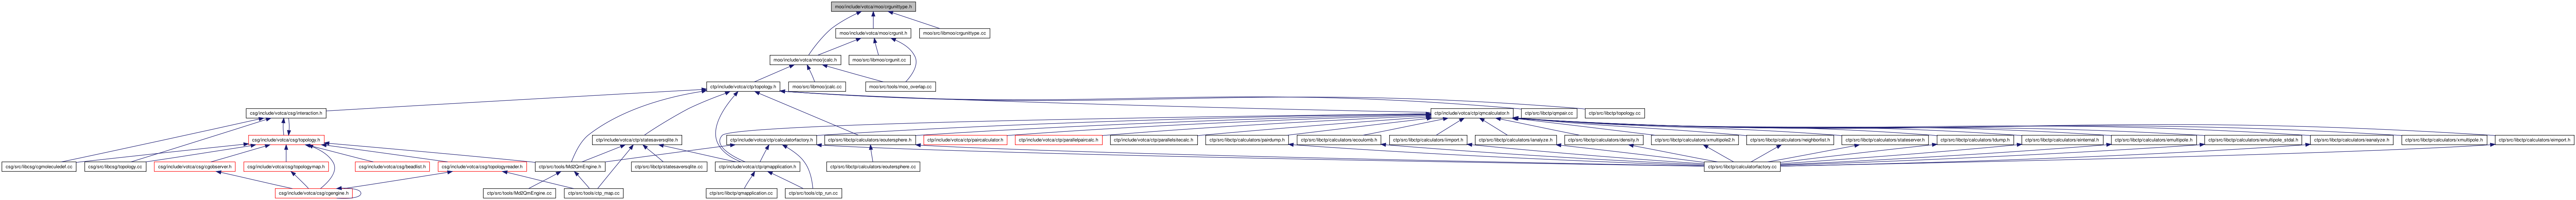 moo/include/votca/moo/crgunittype.h
moo/include/votca/moo/crgunit.h
moo/src/libmoo/crgunittype.cc
moo/include/votca/moo/jcalc.h
moo/src/libmoo/crgunit.cc
ctp/include/votca/ctp/topology.h
moo/src/libmoo/jcalc.cc
moo/src/tools/moo_overlap.cc
csg/include/votca/csg/interaction.h
ctp/include/votca/ctp/qmcalculator.h
ctp/src/libctp/qmpair.cc
ctp/src/libctp/topology.cc
csg/include/votca/csg/topology.h
ctp/include/votca/ctp/statesaversqlite.h
ctp/include/votca/ctp/calculatorfactory.h
ctp/src/libctp/calculators/eoutersphere.h
ctp/include/votca/ctp/paircalculator.h
ctp/include/votca/ctp/parallelpaircalc.h
ctp/include/votca/ctp/parallelsitecalc.h
ctp/src/libctp/calculators/pairdump.h
ctp/src/libctp/calculators/ecoulomb.h
ctp/src/libctp/calculators/import.h
ctp/src/libctp/calculators/ianalyze.h
ctp/src/libctp/calculators/density.h
ctp/src/libctp/calculators/xmultipole2.h
ctp/src/libctp/calculators/neighborlist.h
ctp/src/libctp/calculators/stateserver.h
ctp/src/libctp/calculators/tdump.h
ctp/src/libctp/calculators/einternal.h
ctp/src/libctp/calculators/emultipole.h
ctp/src/libctp/calculators/emultipole_stdal.h
ctp/src/libctp/calculators/eanalyze.h
ctp/src/libctp/calculators/xmultipole.h
ctp/src/libctp/calculators/eimport.h
csg/src/libcsg/cgmoleculedef.cc
csg/src/libcsg/topology.cc
csg/include/votca/csg/cgobserver.h
csg/include/votca/csg/topologymap.h
csg/include/votca/csg/beadlist.h
csg/include/votca/csg/topologyreader.h
ctp/src/tools/Md2QmEngine.h
ctp/src/libctp/statesaversqlite.cc
ctp/include/votca/ctp/qmapplication.h
ctp/src/libctp/calculators/eoutersphere.cc
ctp/src/libctp/calculatorfactory.cc
csg/include/votca/csg/cgengine.h
ctp/src/tools/Md2QmEngine.cc
ctp/src/tools/ctp_map.cc
ctp/src/libctp/qmapplication.cc
ctp/src/tools/ctp_run.cc